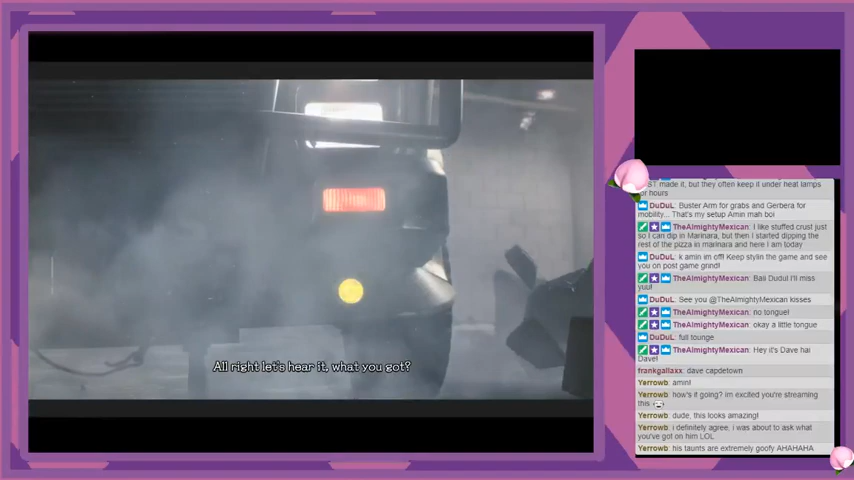 ST made it, but they often keep it under heat lamps
or hours
DuDuL: Buster Arm for grabs and Gerbera for
mobility... That's my setup Amin mah boi
TheAlmightyMexican: I like stuffed crust just
so I can dip in Marinara, but then I started dipping the
rest of the pizza in marinara and here I am today
DuDuL: k amin im off! Keep stylin the game and see
you on post game grind!
TheAlmightyMexican: Bali Dudul I'll miss
yuu!
DuDuL: See you @TheAlmightyMexican kisses
TheAlmightyMexican: no tongue!
TheAlmightyMexican: okay a little tongue
DuDuL: full tounge
TheAlmightyMexican: Hey it's Dave hai
Dave!
frankgallaxx: dave capdetown
Yerrowb: amin!
Yerrowb: how's if going? im excited you're streaming
this
Yerrowb: dude, this looks amazing!
Yerrowb: i definitely agree, i was about to ask what
you've got on him LOL
Yerrowb: his taunts are extremely goofy AHAHAHA
All right let's hear it, what you got?